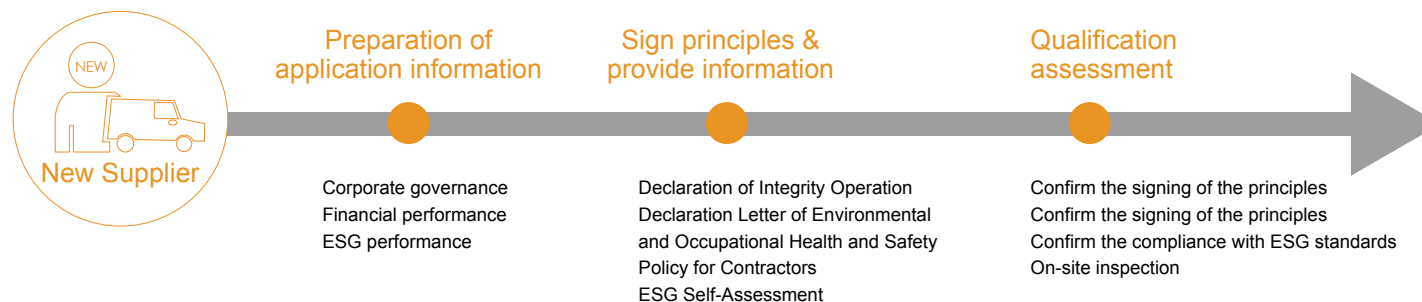 NEW
New Supplier
Preparation of
application information
Corporate governance
Financial performance
ESG performance
Sign principles &
provide information
Declaration of Integrity Operation
Declaration Letter of Environmental
and Occupational Health and Safety
Policy for Contractors
ESG Self-Assessment
Qualification
assessment
Confirm the signing of the principles
Confirm the signing of the principles
Confirm the compliance with ESG standards
On-site inspection